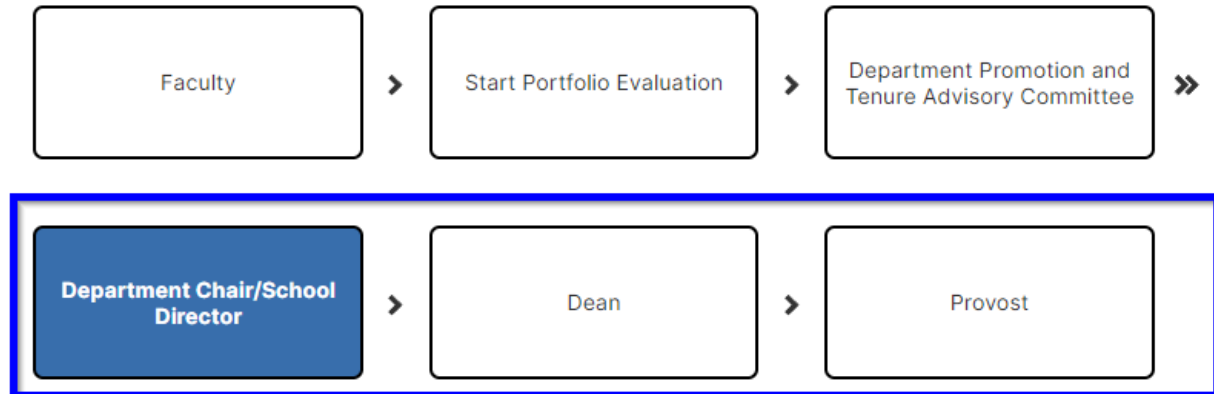 Faculty
Start Portfolio Evaluation
Department Promotion and
Tenure Advisory Committee
Department Chair/School
Director
Dean
Provost